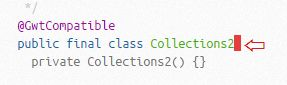 */
@GwtCompatible
public final class Collections2
private Collections2() {}